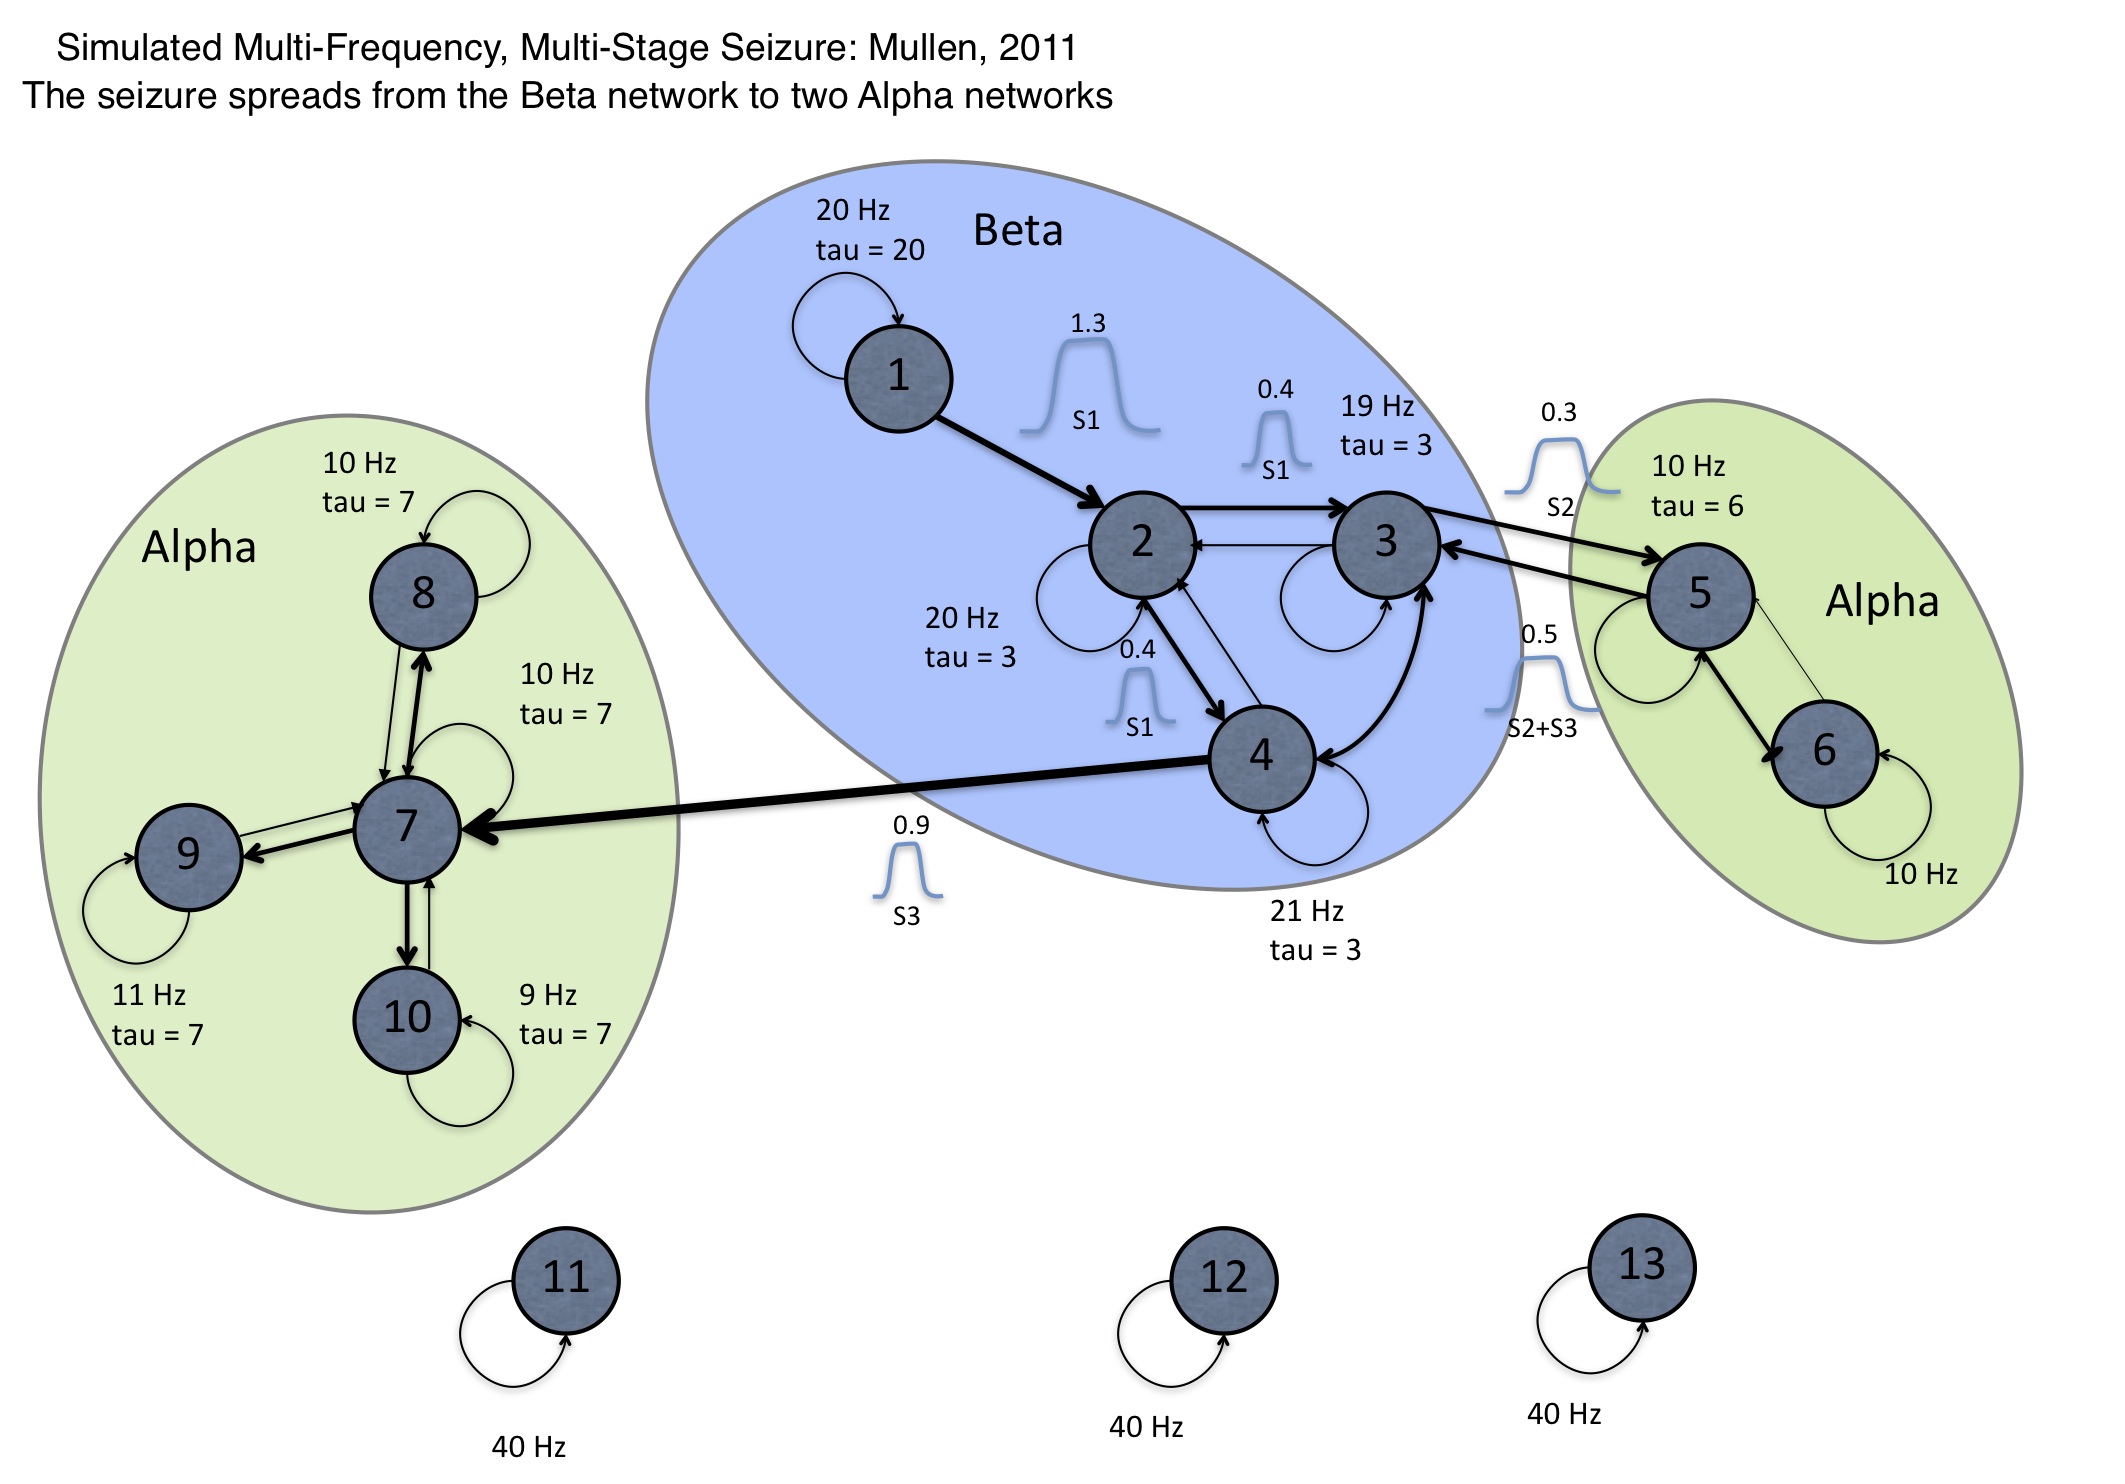 Simulated Multi-Frequency, Multi-Stage Seizure: Mullen, 2011
The seizure spreads from the Beta network to two Alpha networks
20 Hz
tau = 20
Beta
1
1.3
S1
0.4
S1
19 Hz
tau = 3
0.3
S2
10 Hz
tau = 6
Alpha
2
3
5
20 Hz
tau = 3
0.4
S1
0.5
S2+S3
4
6
10 Hz
21 Hz
tau = 3
10 Hz
tau = 7
Alpha
8
10 Hz
tau = 7
9
7
0.9
S3
11 Hz
tau = 7
10
9 Hz
tau = 7
11
40 Hz
12
40 Hz
13
40 Hz